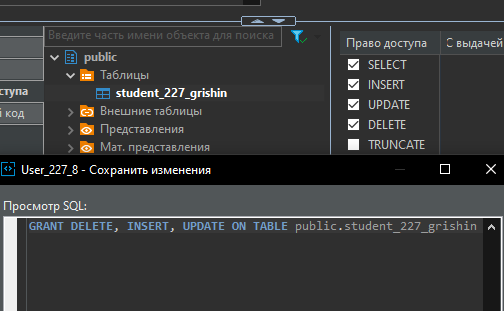 Введите часть имени объекта для поиска
public
Таблицы
student_227_grishin
Внешние таблицы
Представления
Мат. представления
ступа
й код
Право доступа
С выдачей
SELECT
INSERT
UPDATE
DELETE
TRUNCATE
User_227_8 - Сохранить изменения
Просмотр SQL:
GRANT DELETE, INSERT, UPDATE ON TABLE public.student_227_grishin